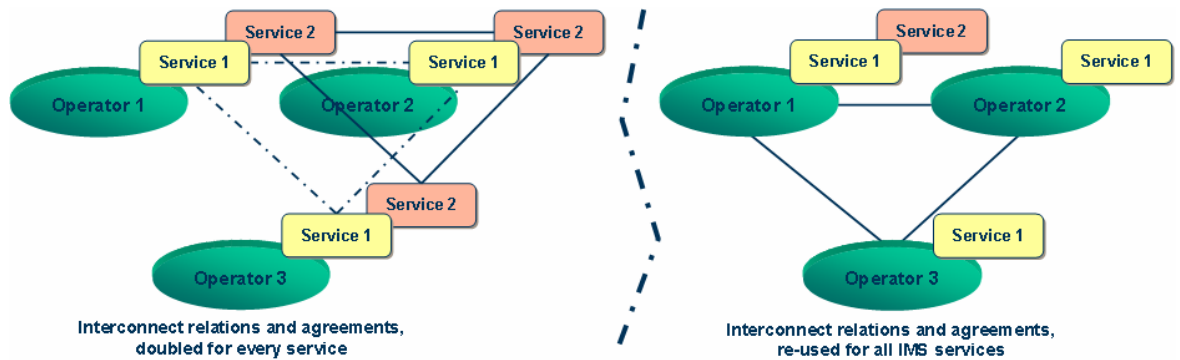 Service 2
Service 2
Service 1
Service 1
Operator 1
Operator 2
Service 2
Service 1
Operator 3
Interconnect relations and agreements,
doubled for every service
Service 2
Service 1
Service 1
Operator 1
Operator 2
Service 1
Operator 3
Interconnect relations and agreements,
re-used for all IMS services